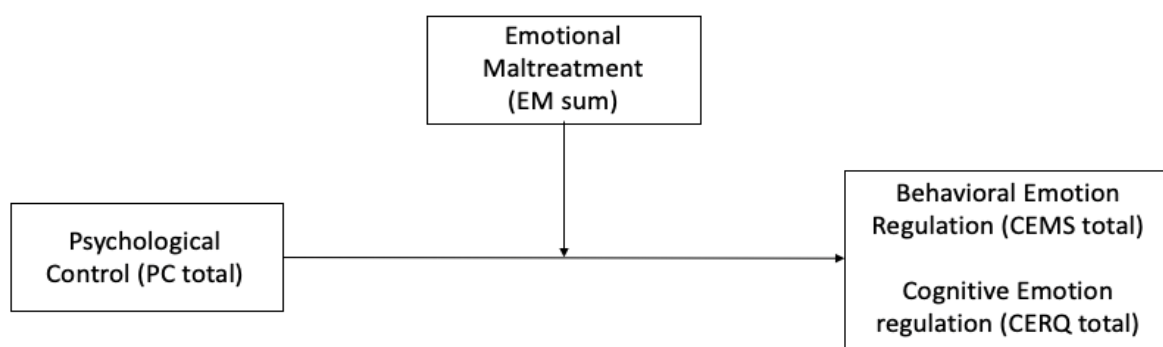 Emotional
Maltreatment
(EM sum)
Psychological
Control (PC total)
Behavioral Emotion
Regulation (CEMS total)
Cognitive Emotion
regulation (CERQ total)